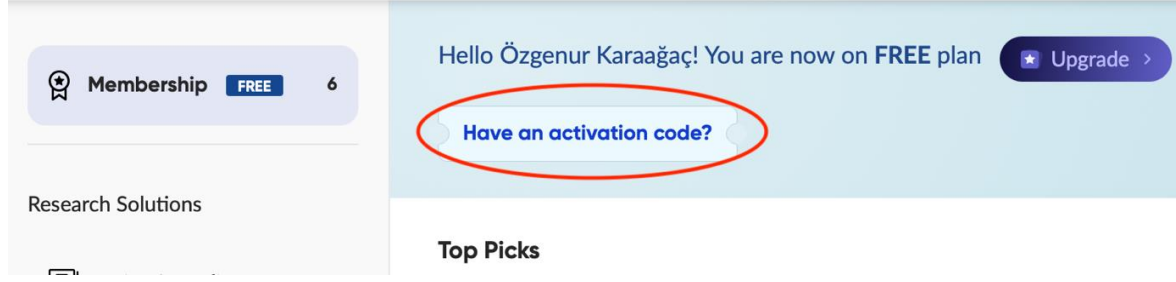 Membership FREE 6
Research Solutions
Hello Özgenur Karaağaç! You are now on FREE plan
Upgrade
Have an activation code?
Top Picks